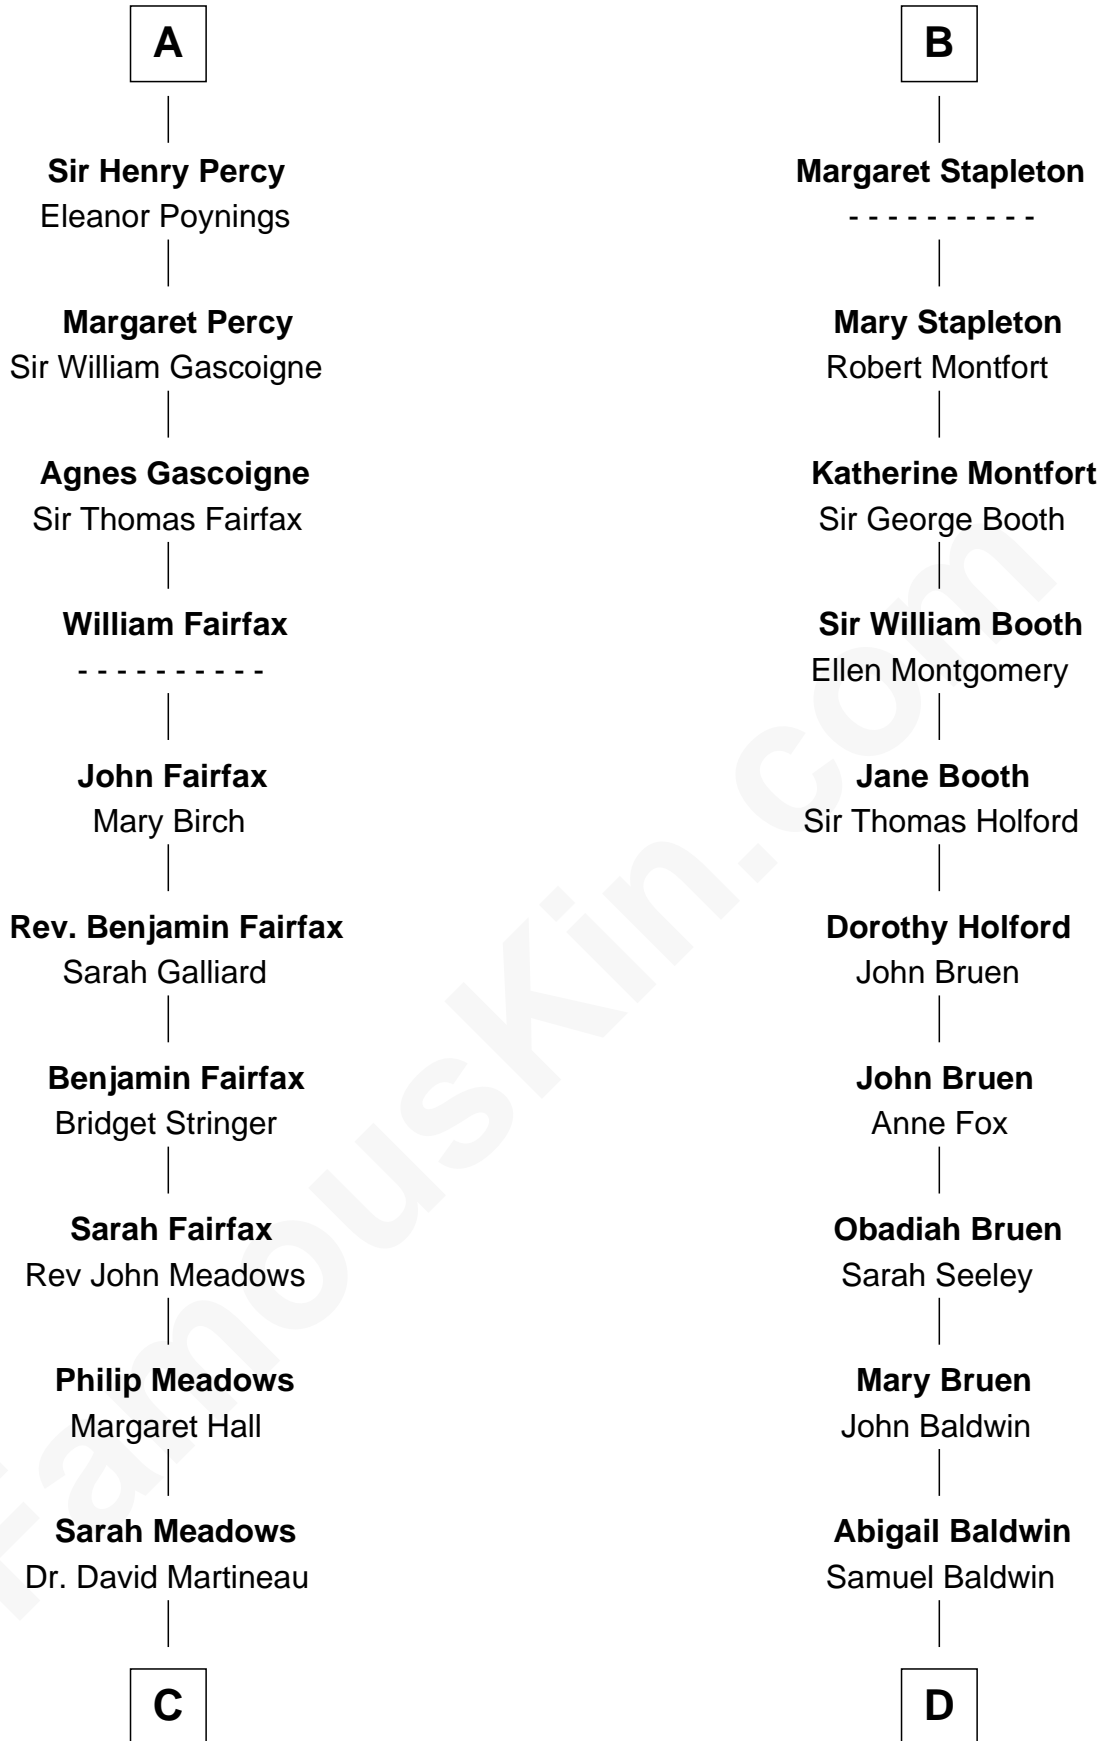 A
Sir Henry Percy
Eleanor Poynings
Margaret Percy
Sir William Gascoigne
Agnes Gascoigne
Sir Thomas Fairfax
William Fairfax
- - - - - - - - - -
John Fairfax
Mary Birch
Rev. Benjamin Fairfax
Sarah Galliard
Benjamin Fairfax
Bridget Stringer
Sarah Fairfax
Rev John Meadows
Philip Meadows
Margaret Hall
Sarah Meadows
Dr. David Martineau
C
B
Margaret Stapleton
- - - - - - - - - -
Mary Stapleton
Robert Montfort
Katherine Montfort
Sir George Booth
Sir William Booth
Ellen Montgomery
Jane Booth
Sir Thomas Holford
Dorothy Holford
John Bruen
John Bruen
Anne Fox
Obadiah Bruen
Sarah Seeley
Mary Bruen
John Baldwin
Abigail Baldwin
Samuel Baldwin
D
FamousKin.com